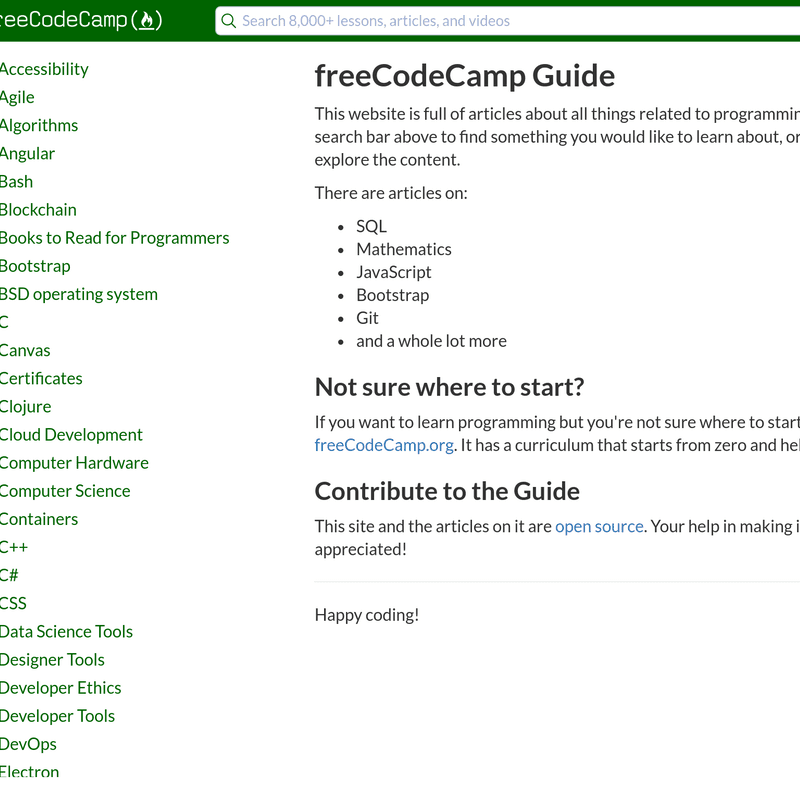 reeCodeCamp(🔥)
Search 8,000+ lessons, articles, and videos
Accessibility
Agile
Algorithms
Angular
Bash
Blockchain
Books to Read for Programmers
Bootstrap
BSD operating system
C
Canvas
Certificates
Clojure
Cloud Development
Computer Hardware
Computer Science
Containers
C++
C#
CSS
Data Science Tools
Designer Tools
Developer Ethics
Developer Tools
DevOps
Electron
freeCodeCamp Guide
This website is full of articles about all things related to programmin
search bar above to find something you would like to learn about, or
explore the content.
There are articles on:
• SQL
• Mathematics
• JavaScript
• Bootstrap
• Git
• and a whole lot more
Not sure where to start?
If you want to learn programming but you're not sure where to start
freeCodeCamp.org. It has a curriculum that starts from zero and hel
Contribute to the Guide
This site and the articles on it are open source. Your help in making i
appreciated!
Happy coding!